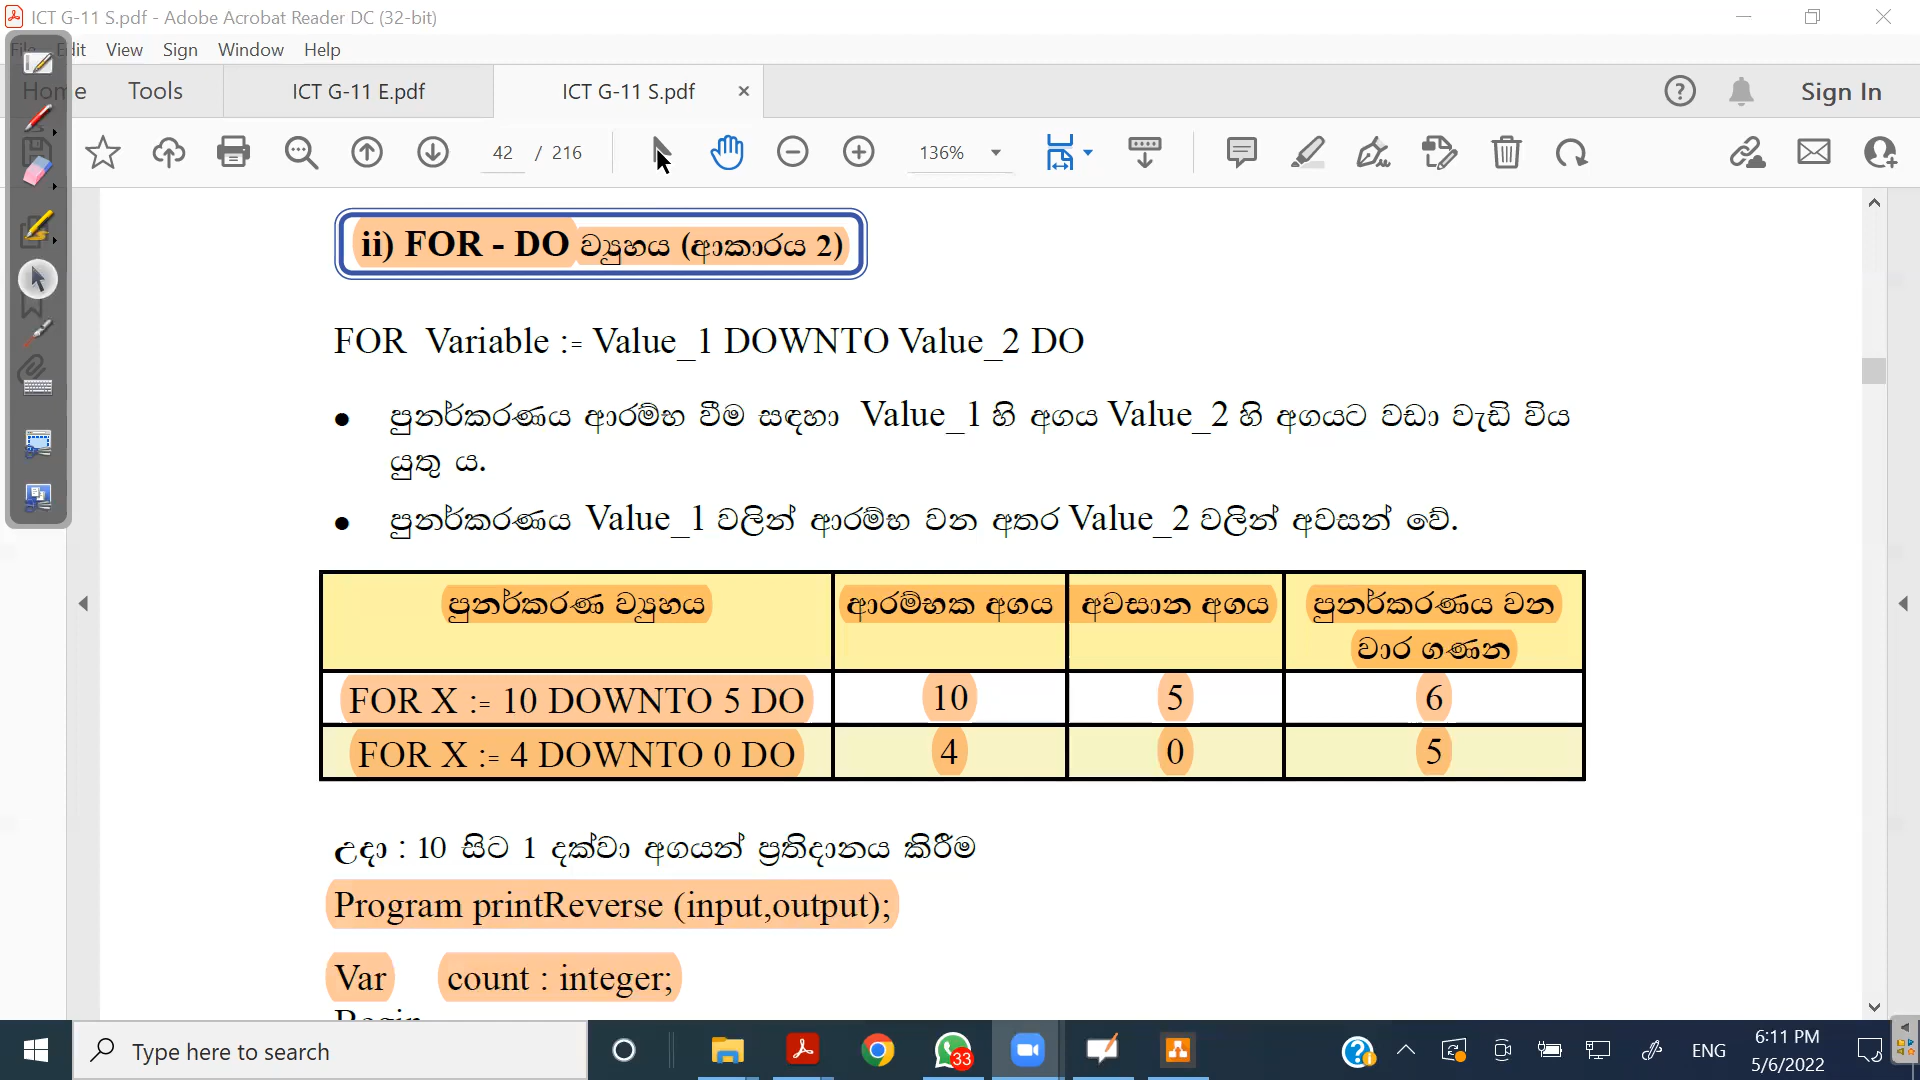 ICT G-11 S.pdf - Adobe Acrobat Reader DC (32-bit)
File Edit View Sign Window Help
Home Tools ICT G-11 E.pdf ICT G-11 S.pdf × Sign In
42 / 216 136%
ii) FOR - DO ව්‍යුහය (ආකාරය 2)
FOR Variable := Value_1 DOWNTO Value_2 DO
● පුනර්කරණය ආරම්භ වීම සඳහා Value_1 හි අගය Value_2 හි අගයට වඩා වැඩි විය
යුතු ය.
● පුනර්කරණය Value_1 වලින් ආරම්භ වන අතර Value_2 වලින් අවසන් වේ.
පුනර්කරණ ව්‍යුහය ආරම්භක අගය අවසාන අගය පුනර්කරණය වන
වාර ගණන
FOR X := 10 DOWNTO 5 DO 10 5 6
FOR X := 4 DOWNTO 0 DO 4 0 5
උදා : 10 සිට 1 දක්වා අගයන් ප්‍රතිදානය කිරීම
Program printReverse (input,output);
Var count : integer;
Begin
Type here to search 33 ENG 6:11 PM
5/6/2022